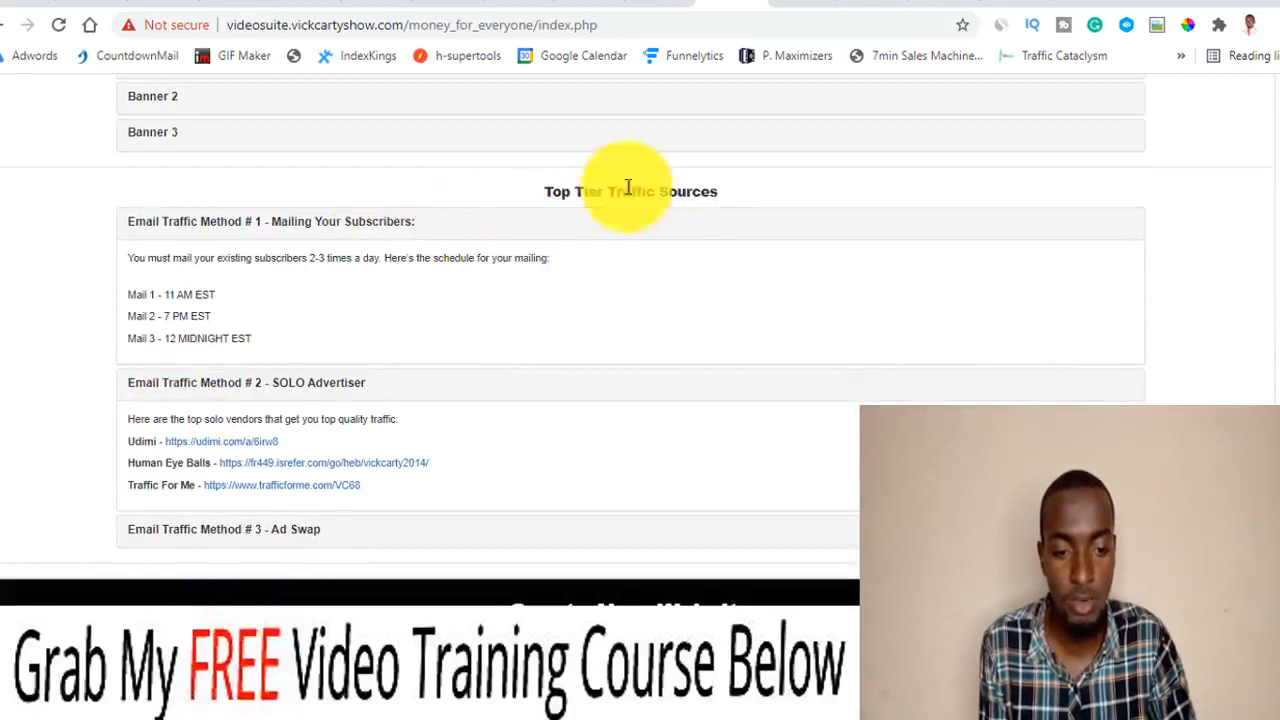 Not secure videosuite.vickcartyshow.com/money_for_everyone/index.php
Adwords CountdownMail GIF Maker IndexKings h-supertools Google Calendar Funnelytics P. Maximizers 7min Sales Machine... Traffic Cataclysm » Reading li
Banner 2
Banner 3
Top Tier Traffic Sources
Email Traffic Method # 1 - Mailing Your Subscribers:
You must mail your existing subscribers 2-3 times a day. Here's the schedule for your mailing:
Mail 1 - 11 AM EST
Mail 2 - 7 PM EST
Mail 3 - 12 MIDNIGHT EST
Email Traffic Method # 2 - SOLO Advertiser
Here are the top solo vendors that get you top quality traffic:
Udimi - https://udimi.com/a/6irw8
Human Eye Balls - https://fr449.isrefer.com/go/heb/vickcarty2014/
Traffic For Me - https://www.trafficforme.com/VC68
Email Traffic Method # 3 - Ad Swap
Grab My FREE Video Training Course Below